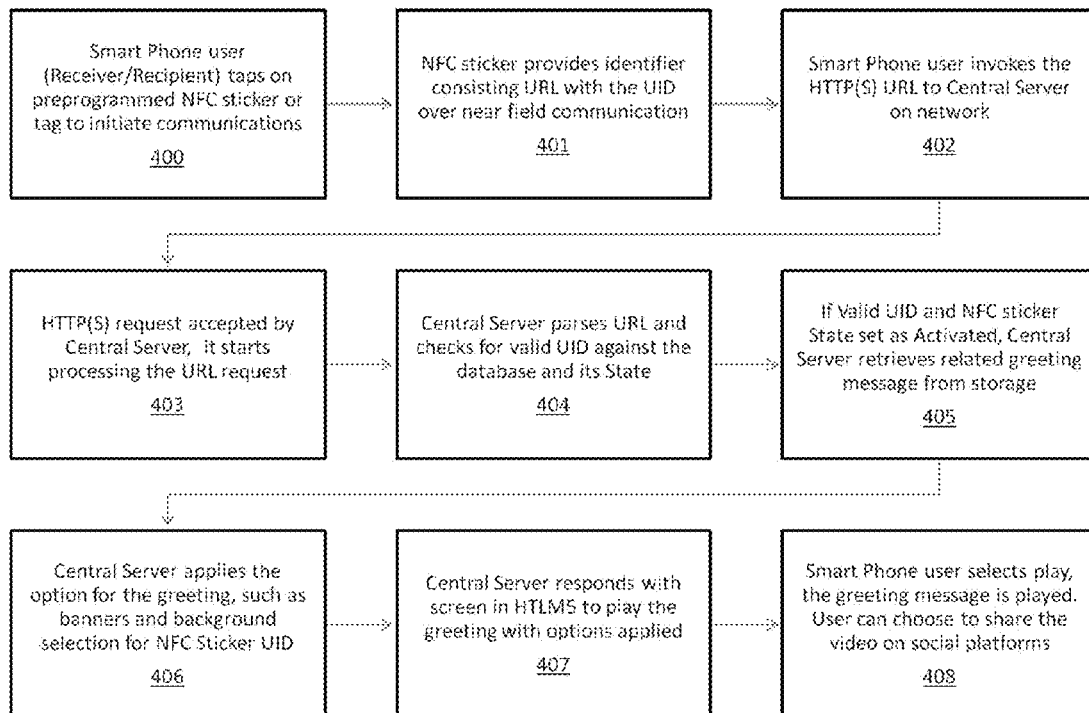 Smart Phone user
(Receiver/Recipient) taps on
preprogrammed NFC sticker or
tag to initiate communications
400
NFC sticker provides identifier
consisting URL with the UID
over near field communication
401
Smart Phone user invokes the
HTTP(S) URL to Central Server
on network
402
HTTP(S) request accepted by
Central Server, it starts
processing the URL request
403
Central Server parses URL and
checks for valid UID against the
database and its State
404
If Valid UID and NFC sticker
State set as Activated, Central
Server retrieves related greeting
message from storage
405
Central Server applies the
option for the greeting, such as
banners and background
selection for NFC Sticker UID
406
Central Server responds with
screen in HTLM5 to play the
greeting with options applied
407
Smart Phone user selects play,
the greeting message is played.
User can choose to share the
video on social platforms
408